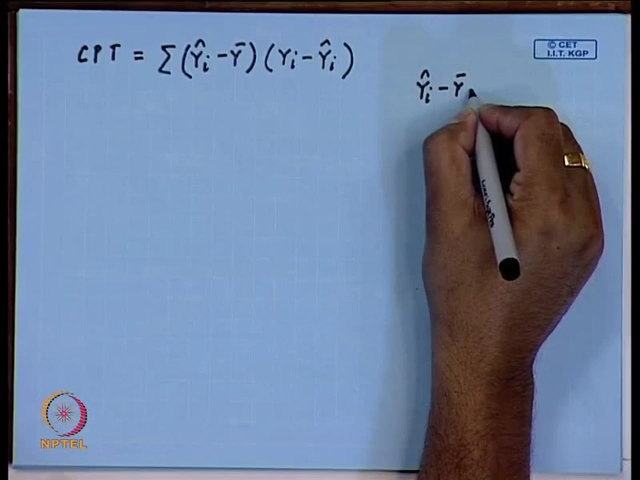 CPT = Σ(Ŷi - Ȳ)(Yi - Ŷi)
Ŷi - Ȳ
© CET
I.I.T. KGP
NPTEL